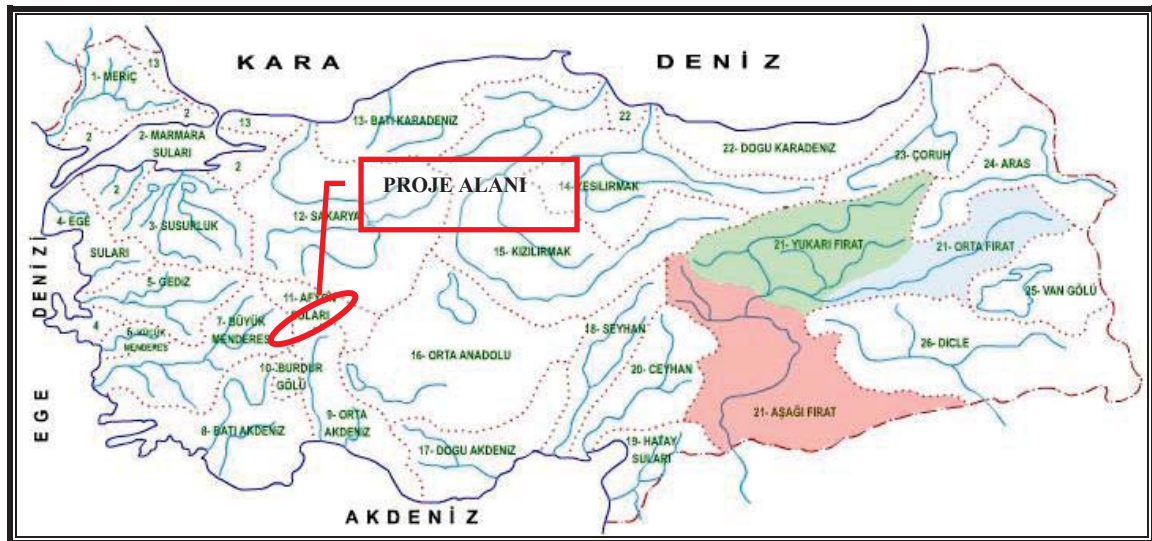 KARA DENİZ
13
1- MERİÇ
2
2
13
2- MARMARA
SULARI
2
2
13- BATI KARADENİZ
22
22- DOGU KARADENİZ
23- ÇORUH
24- ARAS
PROJE ALANI
14- YESILIRMAK
4- EGE
SULARI
3- SUSURLUK
12- SAKARYA
15- KIZILIRMAK
21- YUKARI FIRAT
21- ORTA FIRAT
25- VAN GÖLÜ
5- GEDİZ
4
6- KÜÇÜK
MENDERES
7- BÜYÜK
MENDERES
11-
SULARI
10- BURDUR
GÖLÜ
16- ORTA ANADOLU
18- SEYHAN
20- CEYHAN
26- DİCLE
21- AŞAĞI FIRAT
8- BATI AKDENİZ
9- ORTA
AKDENİZ
17- DOGU AKDENİZ
19- HATAY
SULARI
EGE DENİZİ
AKDENİZ